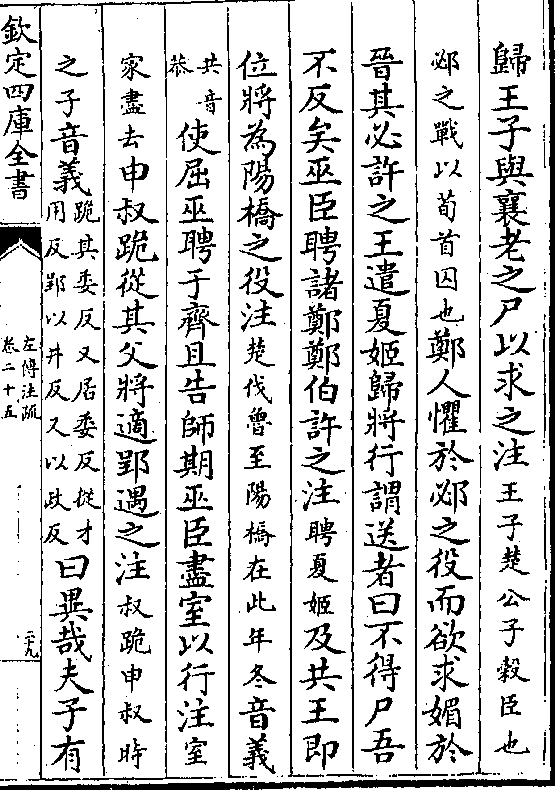 歸王子與襄老之尸以求之注王子楚公子穀臣也
邲之戰以荀首囚也鄭人懼於邲之役而欲求媚於
晉其必許之王遣夏姬歸將行謂送者曰不得尸吾
不反矣巫臣聘諸鄭鄭伯許之注聘夏姬及共王即
位將為陽橋之役注楚伐魯至陽橋在此年冬音義
共音
恭
使屈巫聘于齊且告師期巫臣盡室以行注室
家盡去申叔跪從其父將適郢遇之注叔跪申叔時
之子音義
跪其委反又居委反從才
用反郢以井反又以政反
曰異哉夫子有
欽定四庫全書
左傳注疏
卷二十五
二十九